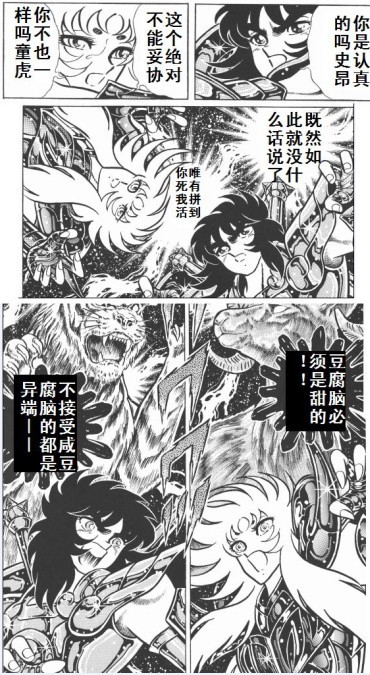 你是认真
的吗史昂
这个绝对
不能妥协
你不也一
样吗童虎
既然如
此就没什
么话说了
唯有拼到
你死我活
豆腐脑必
须是甜的
！！
不接受咸豆
腐脑的都是
异端——